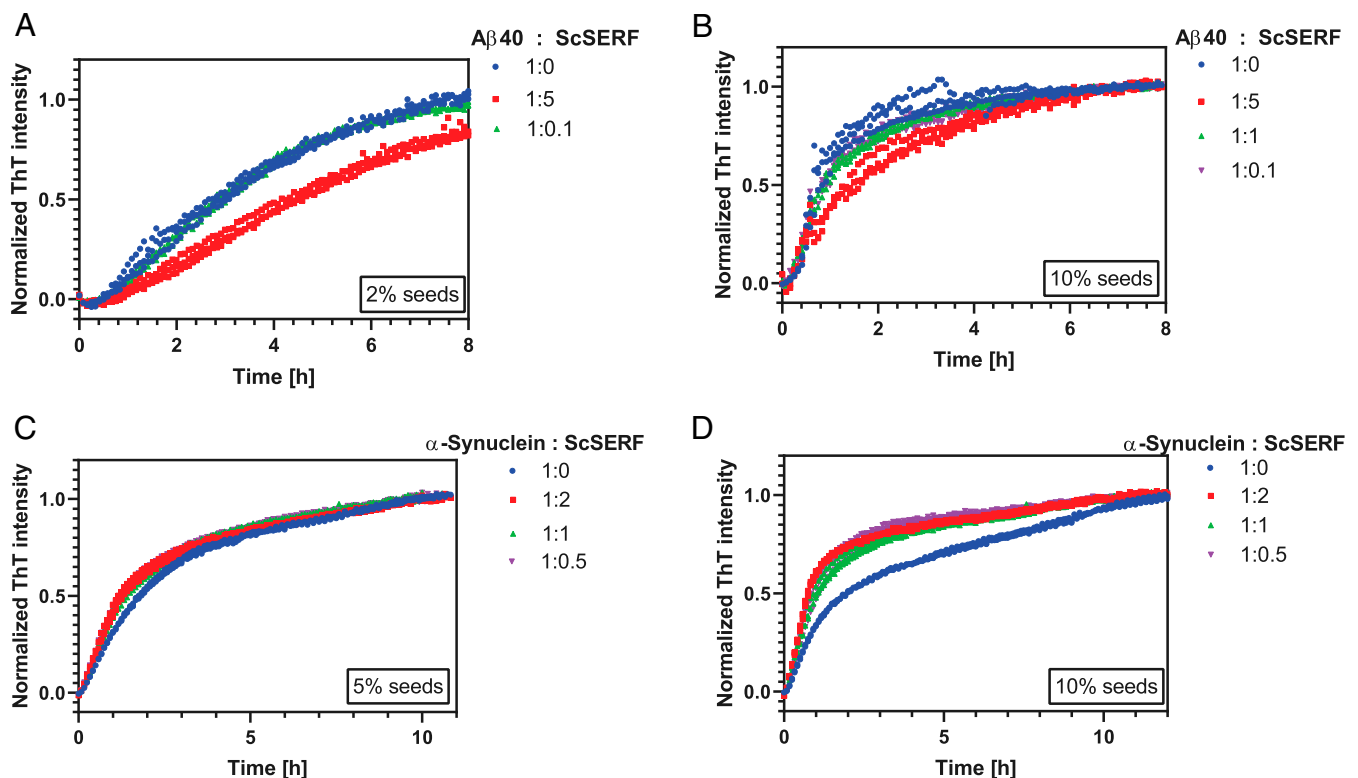 A
Aβ40 : ScSERF
1:0
1:5
1:0.1
Normalized ThT intensity
1.0
0.5
0.0
2% seeds
0 2 4 6 8
Time [h]
B
Aβ40 : ScSERF
1:0
1:5
1:1
1:0.1
Normalized ThT intensity
1.0
0.5
0.0
10% seeds
0 2 4 6 8
Time [h]
C
α-Synuclein : ScSERF
1:0
1:2
1:1
1:0.5
Normalized ThT intensity
1.0
0.5
0.0
5% seeds
0 5 10
Time [h]
D
α-Synuclein : ScSERF
1:0
1:2
1:1
1:0.5
Normalized ThT intensity
1.0
0.5
0.0
10% seeds
0 5 10
Time [h]